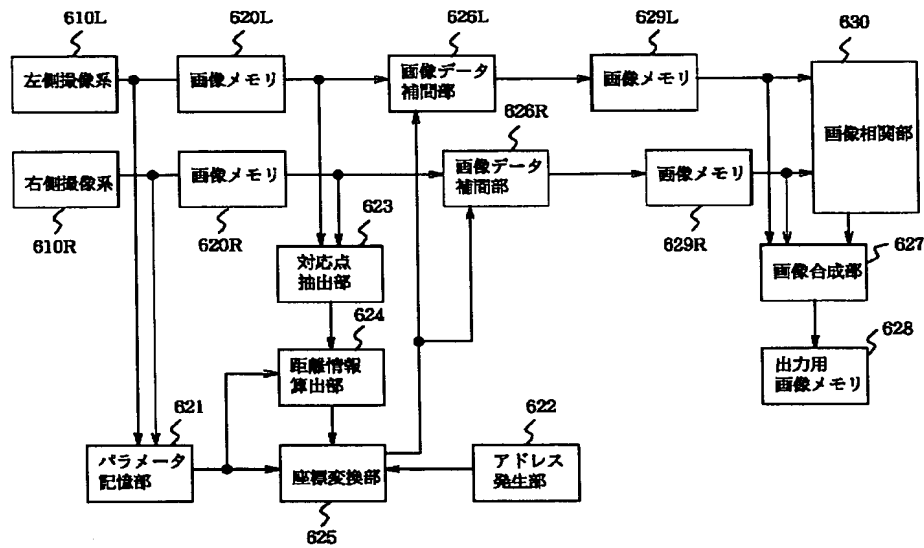 610L
620L
626L
629L
630
左側撮像系
画像メモリ
画像データ
補間部
画像メモリ
画像相関部
626R
右側撮像系
画像メモリ
画像データ
補間部
画像メモリ
610R
620R
623
629R
627
対応点
抽出部
画像合成部
624
628
距離情報
算出部
出力用
画像メモリ
621
622
パラメータ
記憶部
座標変換部
アドレス
発生部
625